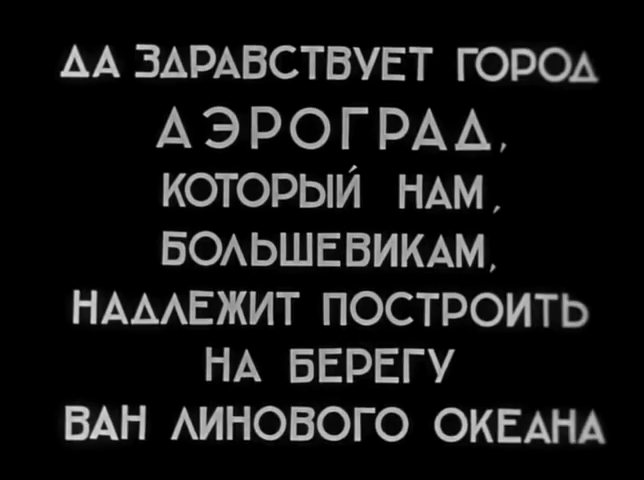 ДА ЗДРАВСТВУЕТ ГОРОД
АЭРОГРАД,
КОТОРЫЙ НАМ,
БОЛЬШЕВИКАМ,
НАДЛЕЖИТ ПОСТРОИТЬ
НА БЕРЕГУ
ВАН ЛИНОВОГО ОКЕАНА